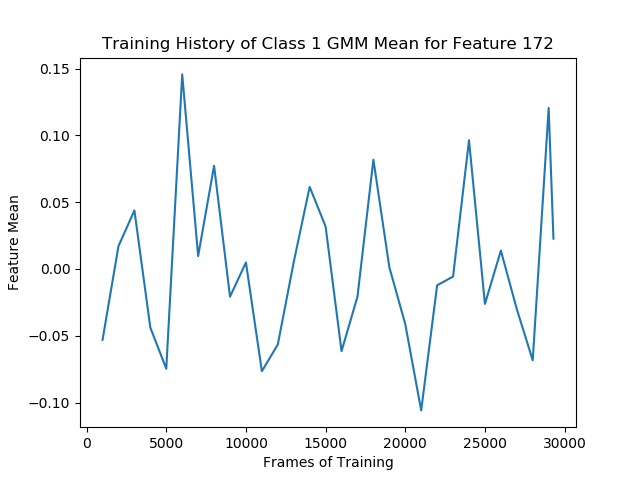 Training History of Class 1 GMM Mean for Feature 172
0.15
0.10
0.05
0.00
−0.05
−0.10
Feature Mean
0 5000 10000 15000 20000 25000 30000
Frames of Training